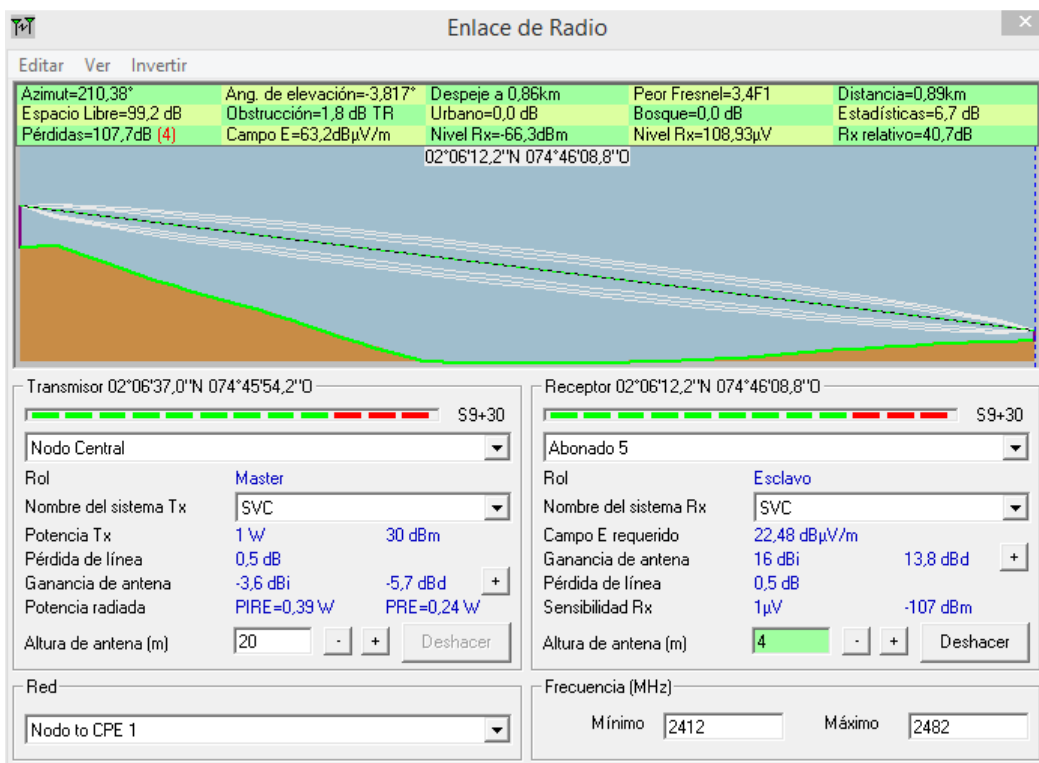 Enlace de Radio
Editar Ver Invertir
Azimut=210,38° Ang. de elevación=-3,817° Despeje a 0,86km Peor Fresnel=3,4F1 Distancia=0,89km
Espacio Libre=99,2 dB Obstrucción=1,8 dB TR Urbano=0,0 dB Bosque=0,0 dB Estadísticas=6,7 dB
Pérdidas=107,7dB (4) Campo E=63,2dBµV/m Nivel Rx=-66,3dBm Nivel Rx=108,93µV Rx relativo=40,7dB
02°06'12,2''N 074°46'08,8''O
Transmisor 02°06'37,0''N 074°45'54,2''O
S9+30
Nodo Central
Rol Master
Nombre del sistema Tx SVC
Potencia Tx 1 W 30 dBm
Pérdida de línea 0,5 dB
Ganancia de antena -3,6 dBi -5,7 dBd +
Potencia radiada PIRE=0,39 W PRE=0,24 W
Altura de antena (m) 20 - + Deshacer
Red
Nodo to CPE 1
Receptor 02°06'12,2''N 074°46'08,8''O
S9+30
Abonado 5
Rol Esclavo
Nombre del sistema Rx SVC
Campo E requerido 22,48 dBµV/m
Ganancia de antena 16 dBi 13,8 dBd +
Pérdida de línea 0,5 dB
Sensibilidad Rx 1µV -107 dBm
Altura de antena (m) 4 - + Deshacer
Frecuencia (MHz)
Mínimo 2412 Máximo 2482